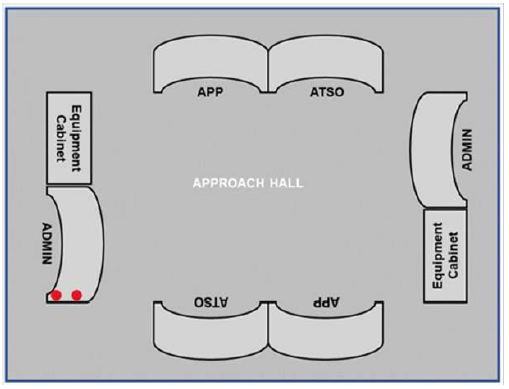 APP
ATSO
Equipment
Cabinet
ADMIN
APPROACH HALL
ADMIN
Equipment
Cabinet
ATSO
APP